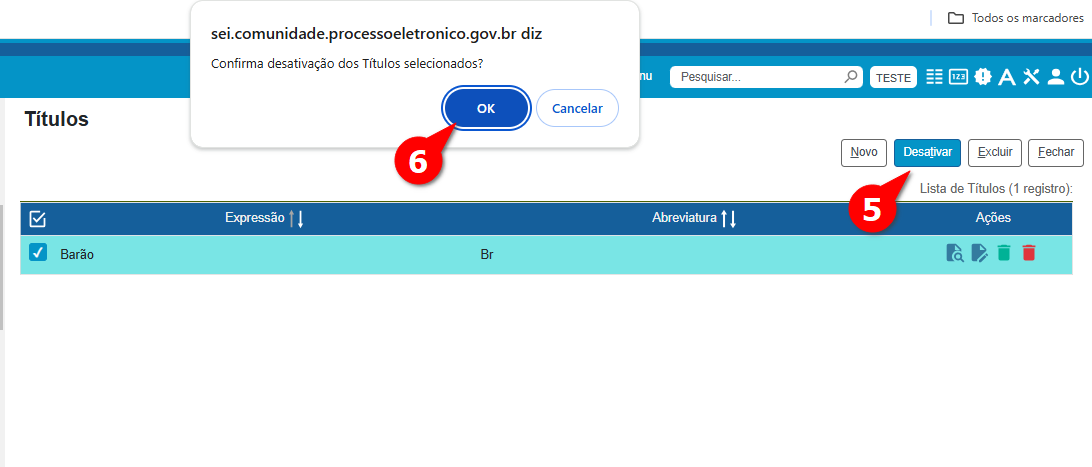 Todos os marcadores
sei.comunidade.processoeletronico.gov.br diz
Confirma desativação dos Títulos selecionados?
OK Cancelar
6
nu Pesquisar... TESTE 123
Títulos
Novo Desativar Excluir Fechar
5
Lista de Títulos (1 registro):
Expressão Abreviatura Ações
Barão Br